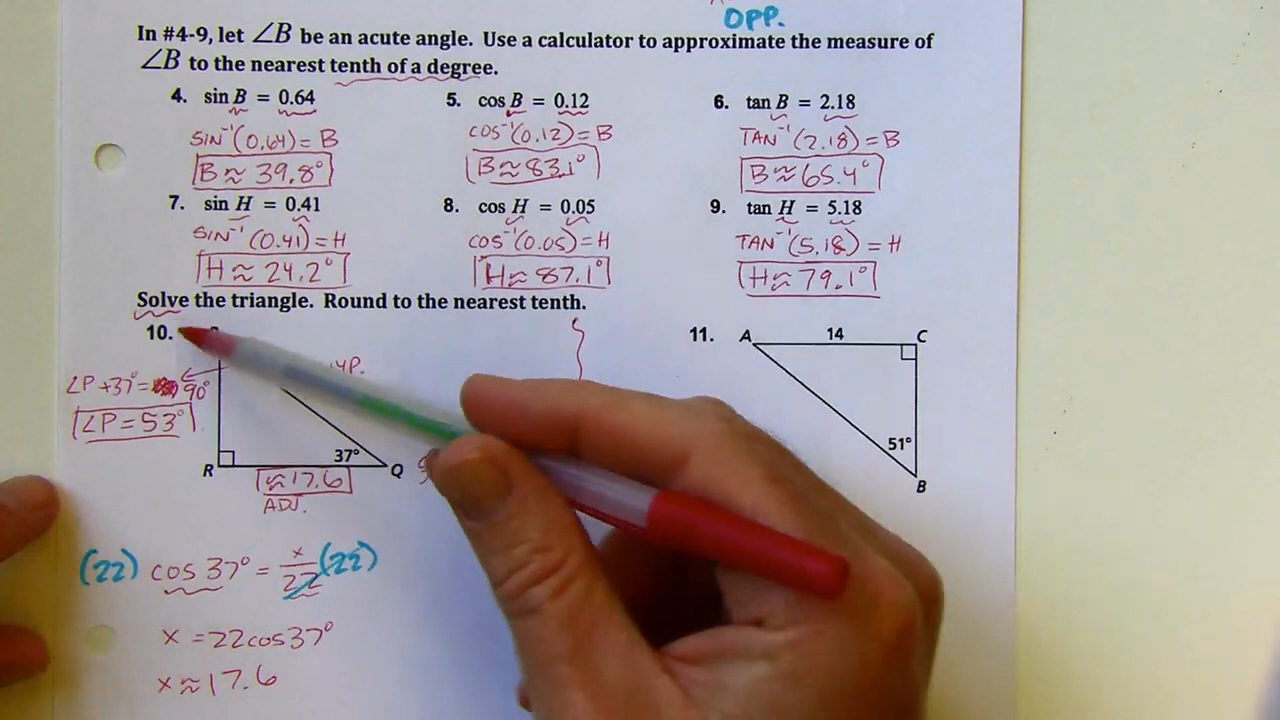 OPP.
In #4-9, let ∠B be an acute angle. Use a calculator to approximate the measure of
∠B to the nearest tenth of a degree.
4. sin B = 0.64
5. cos B = 0.12
6. tan B = 2.18
SIN⁻¹(0.64) = B
COS⁻¹(0.12) = B
TAN⁻¹(2.18) = B
B ≈ 39.8°
B ≈ 83.1°
B ≈ 65.4°
7. sin H = 0.41
8. cos H = 0.05
9. tan H = 5.18
SIN⁻¹(0.41) = H
COS⁻¹(0.05) = H
TAN⁻¹(5.18) = H
H ≈ 24.2°
H ≈ 87.1°
H ≈ 79.1°
Solve the triangle. Round to the nearest tenth.
10.
11. A 14 C
∠P + 37° = 90°
∠P = 53°
51°
37°
R Q
B
≈ 17.6
ADJ.
(22) cos 37° = x/22 (22)
x = 22cos37°
x ≈ 17.6